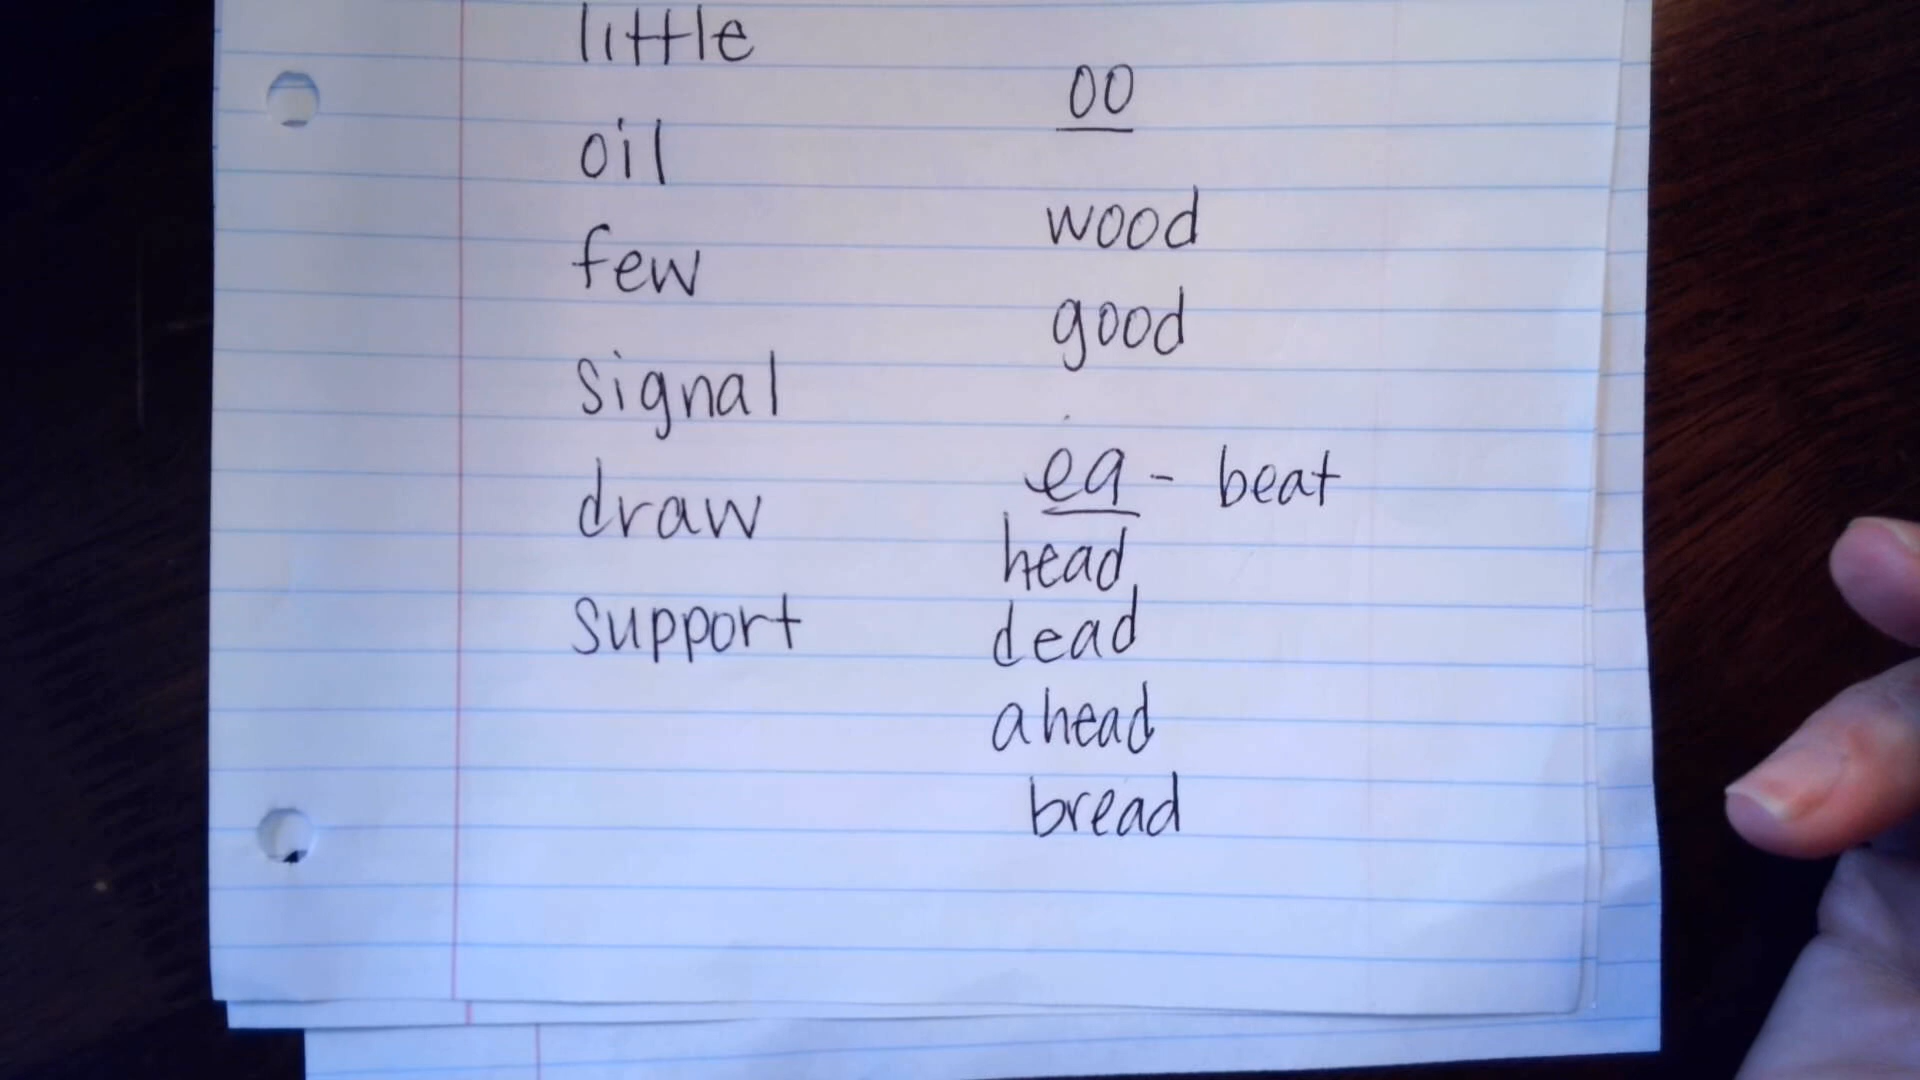 little
oil
few
signal
draw
support
oo
wood
good
ea - beat
head
dead
ahead
bread